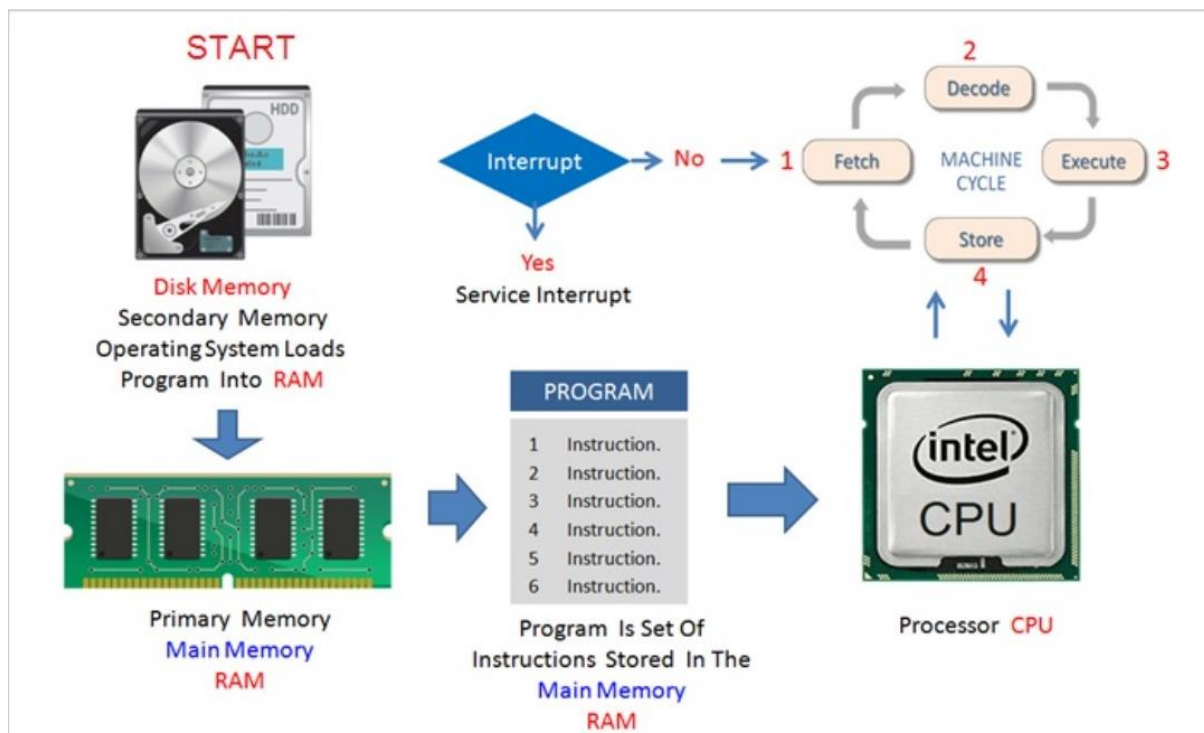 START
HDD
Disk Memory
Secondary Memory
Operating System Loads
Program Into RAM
Primary Memory
Main Memory
RAM
Interrupt
No
Yes
Service Interrupt
PROGRAM
1 Instruction.
2 Instruction.
3 Instruction.
4 Instruction.
5 Instruction.
6 Instruction.
Program Is Set Of
Instructions Stored In The
Main Memory
RAM
2
Decode
1 Fetch
MACHINE
CYCLE
Execute 3
Store
4
intel
CPU
Processor CPU